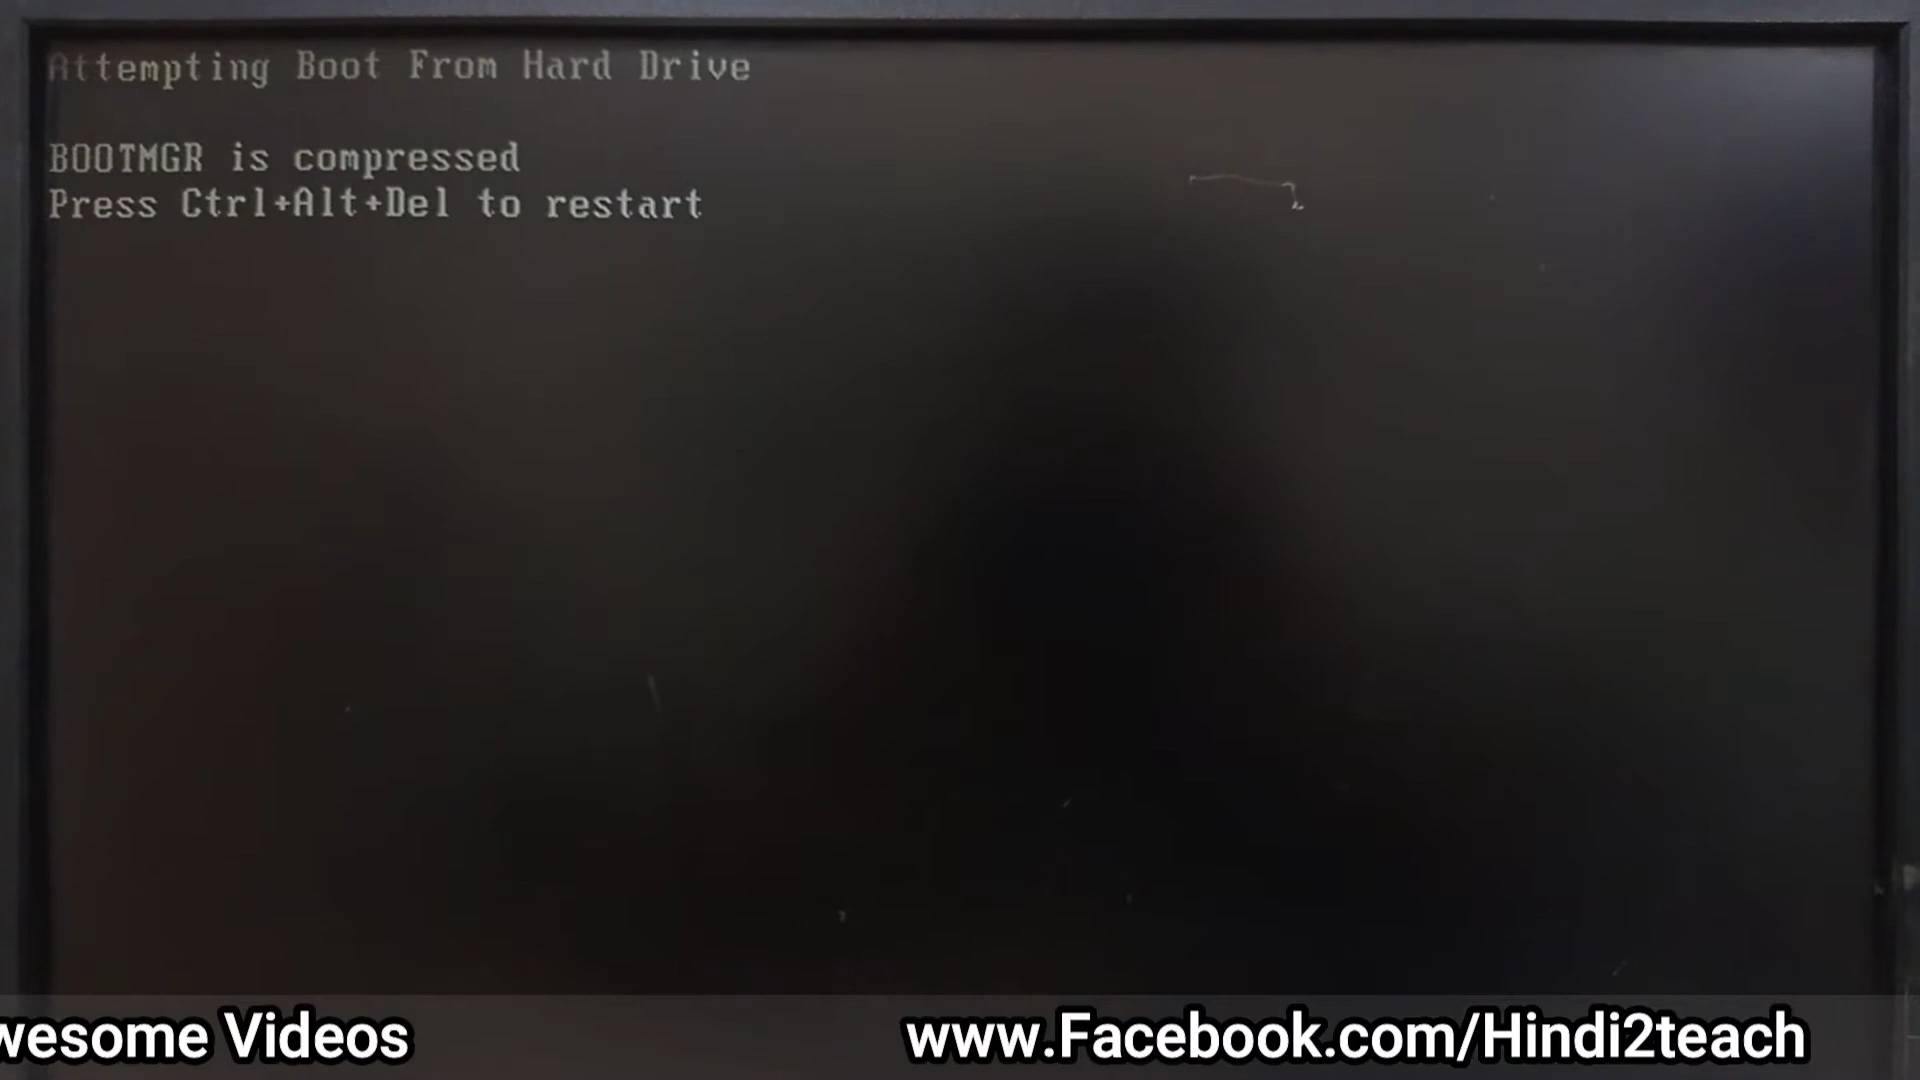 Attempting Boot From Hard Drive
BOOTMGR is compressed
Press Ctrl+Alt+Del to restart
wesome Videos
www.Facebook.com/Hindi2teach